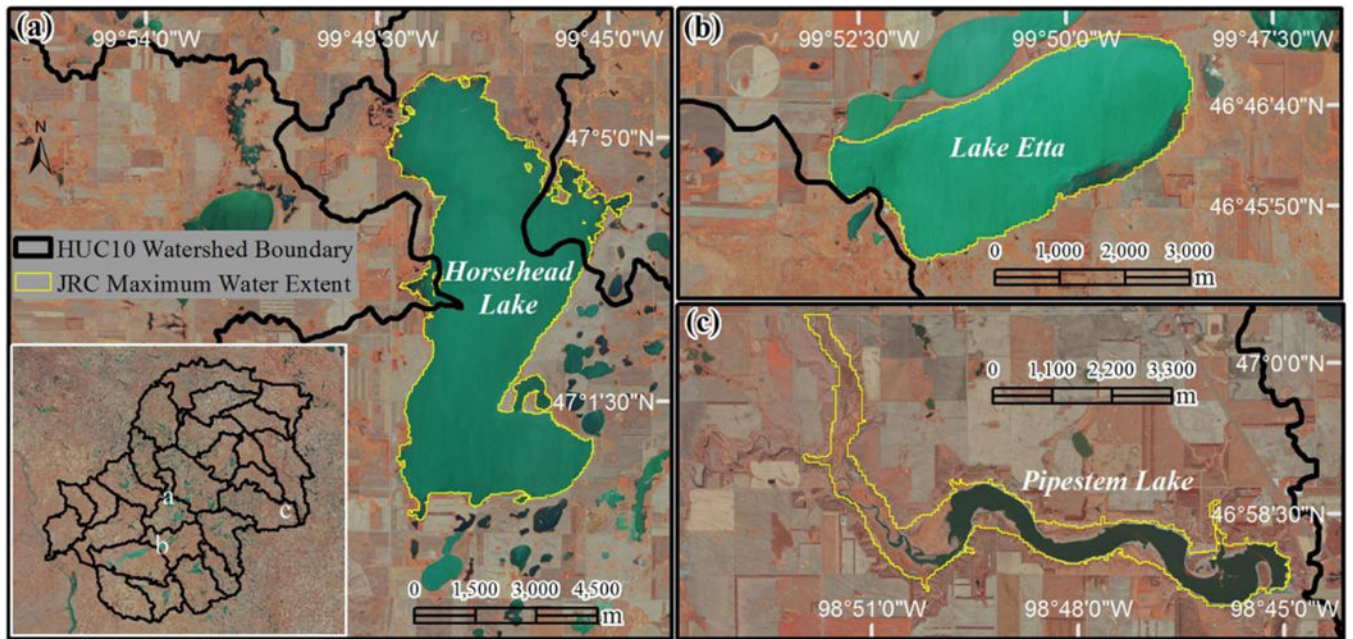 (a)
99°54'0"W
99°49'30"W
99°45'0"W
N
47°5'0"N
HUC10 Watershed Boundary
JRC Maximum Water Extent
Horsehead
Lake
47°1'30"N
a
b
c
0 1,500 3,000 4,500
m
(b)
99°52'30"W
99°50'0"W
99°47'30"W
46°46'40"N
Lake Etta
46°45'50"N
0 1,000 2,000 3,000
m
(c)
47°0'0"N
0 1,100 2,200 3,300
m
Pipestem Lake
46°58'30"N
98°51'0"W
98°48'0"W
98°45'0"W